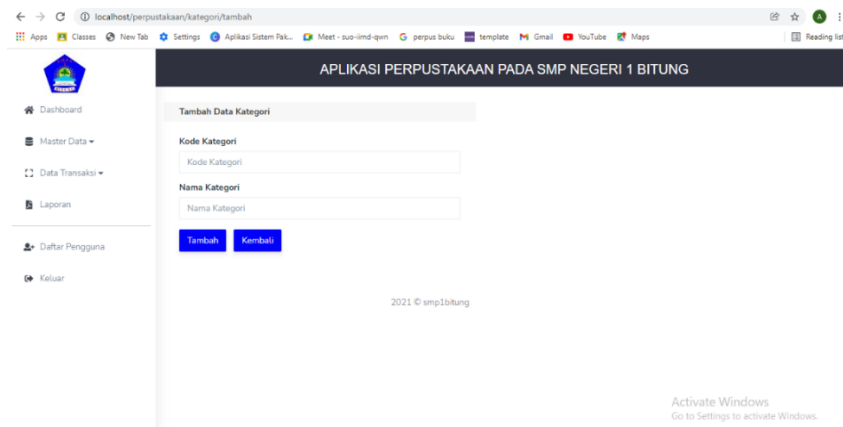 localhost/perpustakaan/kategori/tambah
Apps Classes New Tab Settings Aplikasi Sistem Pak... Meet - suo-iimd-qwn perpus buku template Gmail YouTube Maps Reading list
APLIKASI PERPUSTAKAAN PADA SMP NEGERI 1 BITUNG
Dashboard
Master Data
Data Transaksi
Laporan
Daftar Pengguna
Keluar
Tambah Data Kategori
Kode Kategori
Kode Kategori
Nama Kategori
Nama Kategori
Tambah Kembali
2021 © smp1bitung
Activate Windows
Go to Settings to activate Windows.